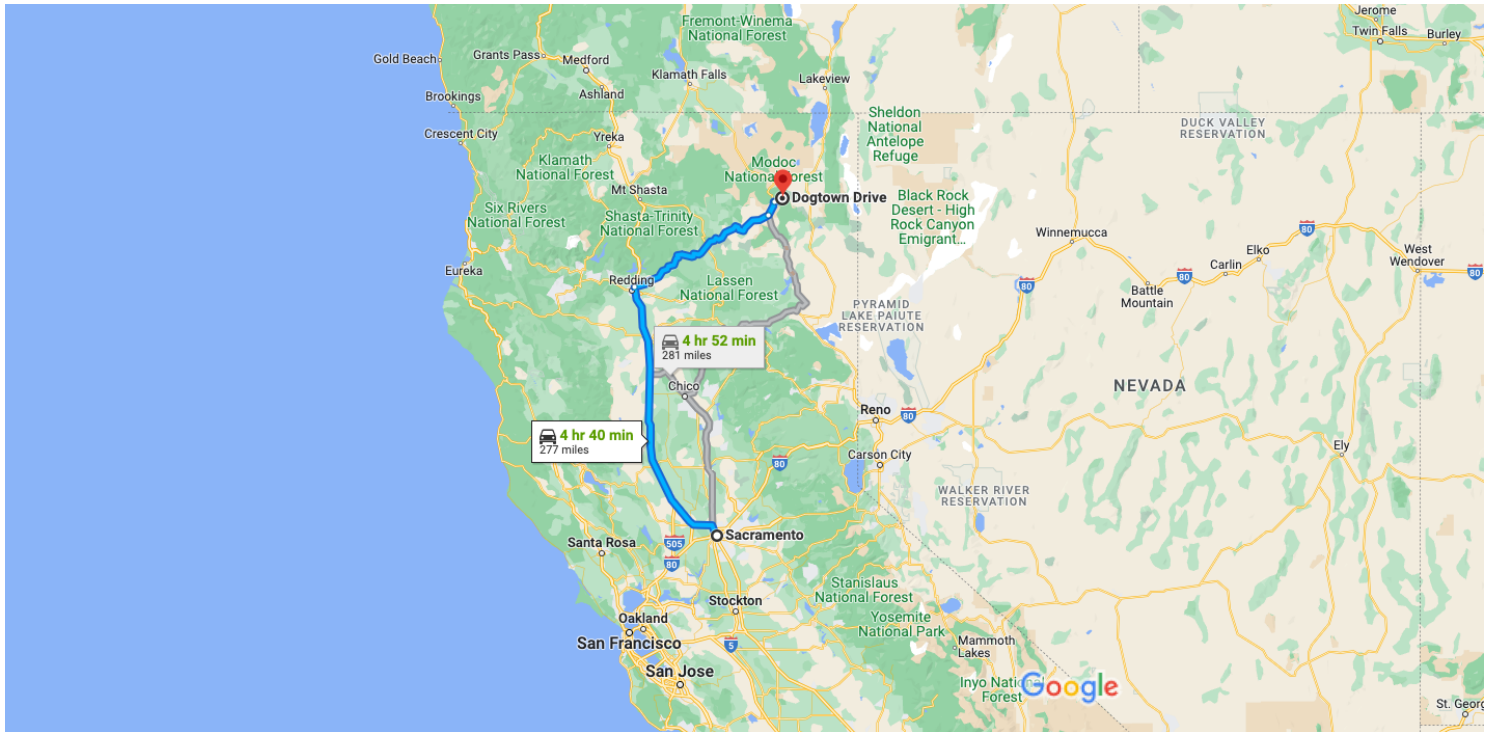 Fremont-Winema
National Forest
Jerome
Twin Falls
Burley
Gold Beach
Grants Pass
Medford
Klamath Falls
Lakeview
Ashland
Brookings
Crescent City
Yreka
Sheldon
National
Antelope
Refuge
DUCK VALLEY
RESERVATION
Klamath
National Forest
Modoc
National Forest
Mt Shasta
Dogtown Drive
Six Rivers
National Forest
Shasta-Trinity
National Forest
Black Rock
Desert - High
Rock Canyon
Emigrant...
Winnemucca
80
Elko
Carlin
West
Wendover
80
Eureka
Redding
Lassen
National Forest
80
80
Battle
Mountain
PYRAMID
LAKE PAIUTE
RESERVATION
4 hr 52 min
281 miles
Chico
NEVADA
Reno
80
4 hr 40 min
277 miles
Carson City
Ely
80
WALKER RIVER
RESERVATION
Sacramento
505
Santa Rosa
80
Stanislaus
National Forest
Stockton
Yosemite
National Park
Oakland
San Francisco
5
Mammoth
Lakes
San Jose
Inyo National
Forest
Google
St. Georg